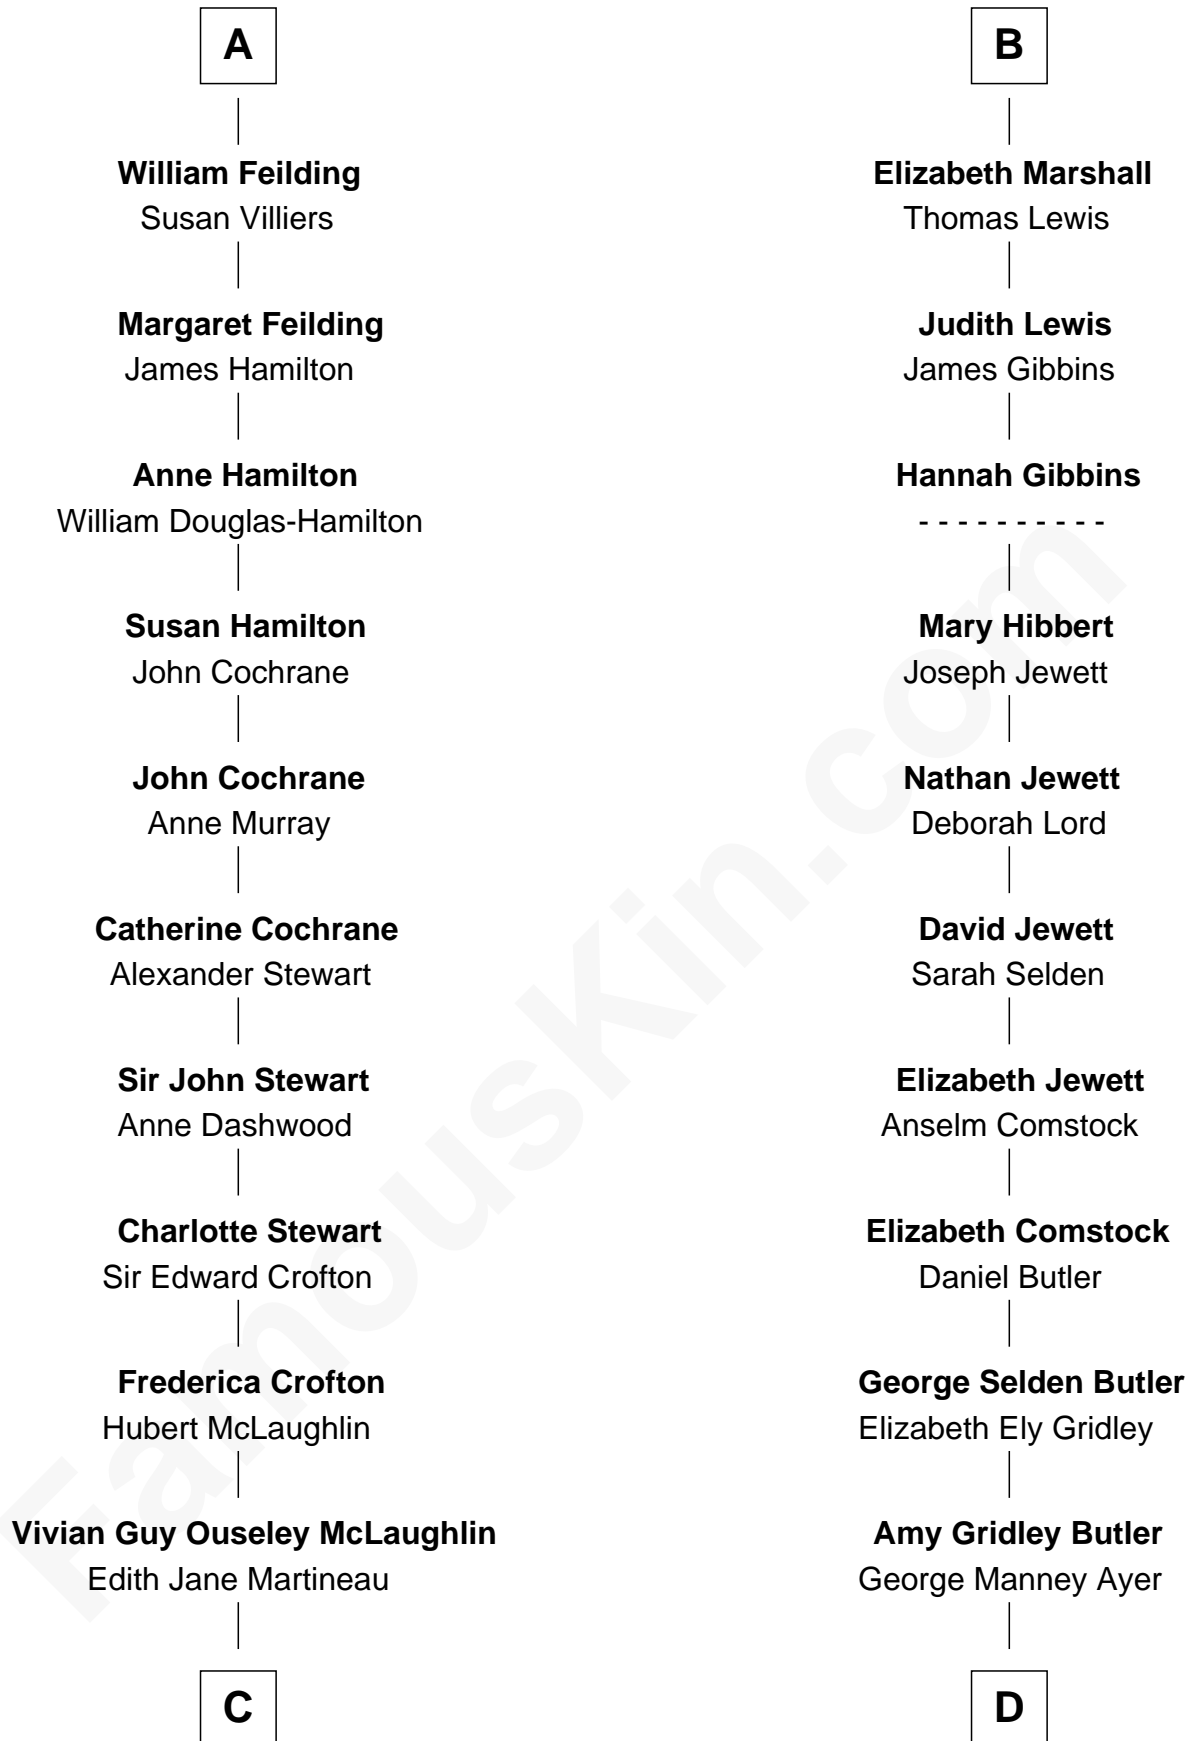 A
William Feilding
Susan Villiers
Margaret Feilding
James Hamilton
Anne Hamilton
William Douglas-Hamilton
Susan Hamilton
John Cochrane
John Cochrane
Anne Murray
Catherine Cochrane
Alexander Stewart
Sir John Stewart
Anne Dashwood
Charlotte Stewart
Sir Edward Crofton
Frederica Crofton
Hubert McLaughlin
Vivian Guy Ouseley McLaughlin
Edith Jane Martineau
C
B
Elizabeth Marshall
Thomas Lewis
Judith Lewis
James Gibbins
Hannah Gibbins
- - - - - - - - - -
Mary Hibbert
Joseph Jewett
Nathan Jewett
Deborah Lord
David Jewett
Sarah Selden
Elizabeth Jewett
Anselm Comstock
Elizabeth Comstock
Daniel Butler
George Selden Butler
Elizabeth Ely Gridley
Amy Gridley Butler
George Manney Ayer
D
FamousKin.com